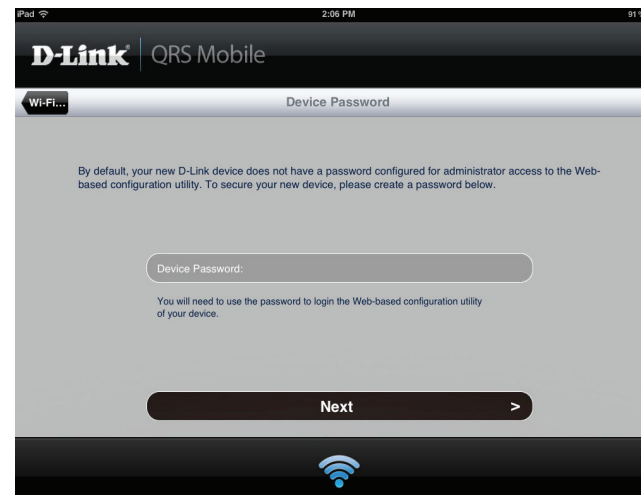 iPad 2:06 PM 91%
D-Link QRS Mobile
Wi-Fi... Device Password
By default, your new D-Link device does not have a password configured for administrator access to the Web-
based configuration utility. To secure your new device, please create a password below.
Device Password:
You will need to use the password to login the Web-based configuration utility
of your device.
Next >